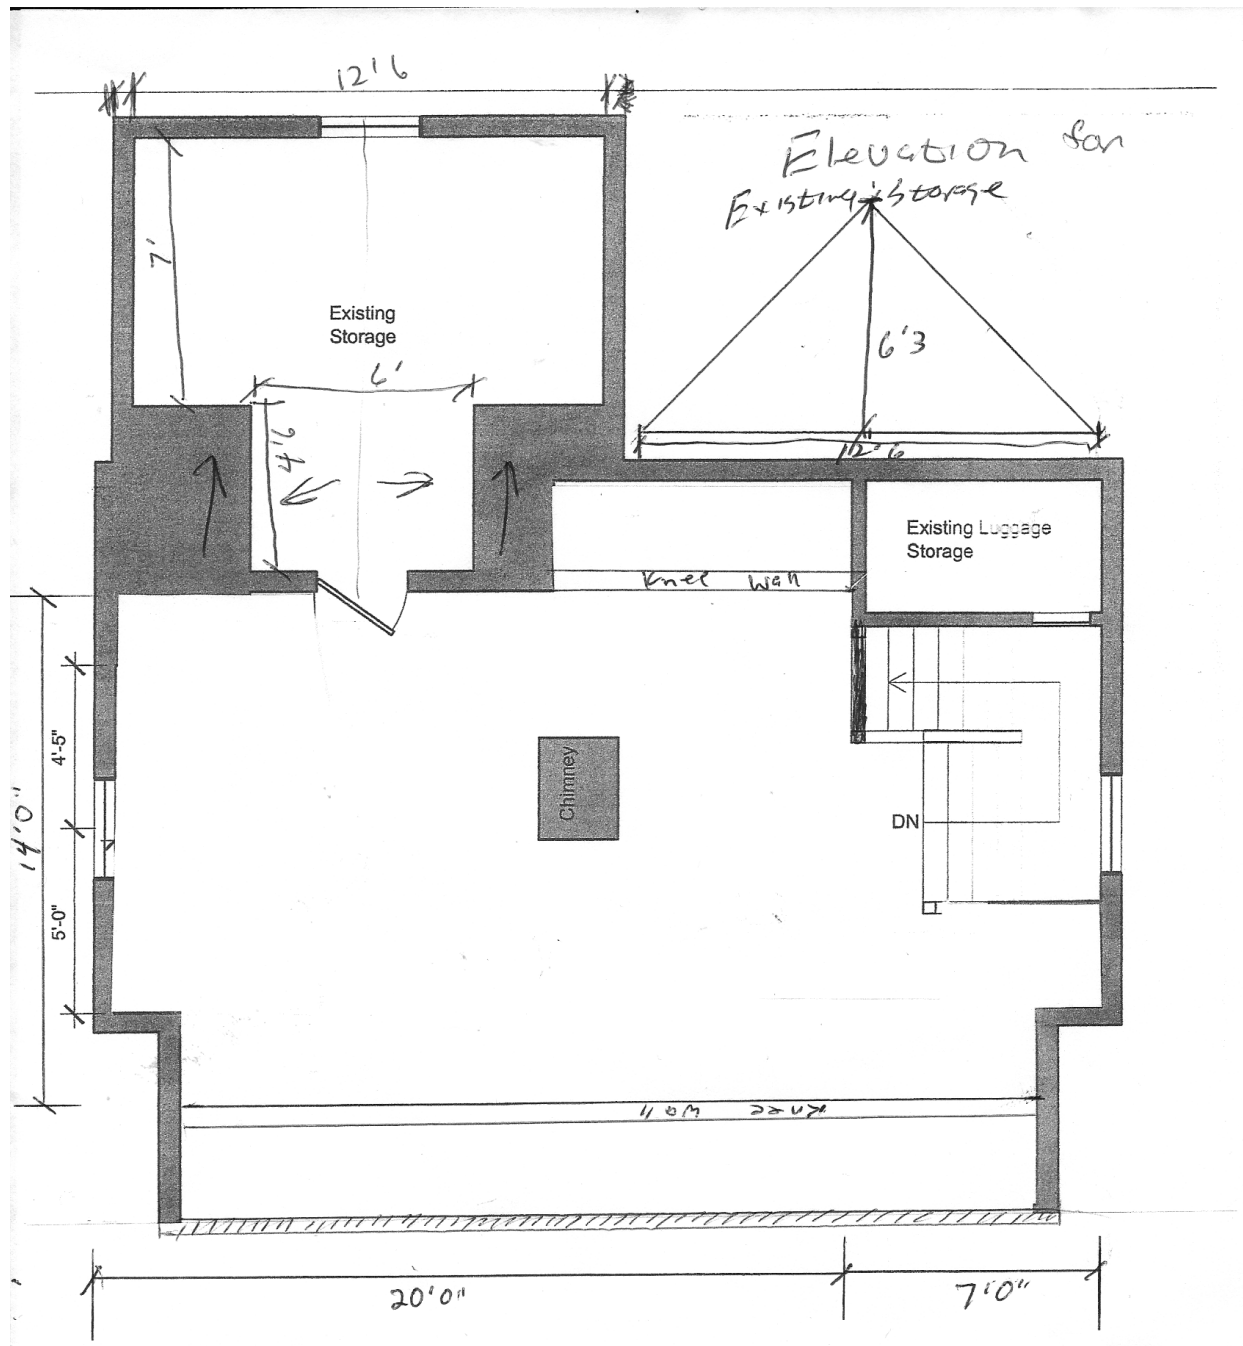 12'6
Elevation for
Existing Storage
7'
Existing
Storage
6'3
6'
4'6
12'6
Existing Luggage
Storage
Knee Wall
4'-5"
Chimney
14'0"
DN
5'-0"
Knee Wall
20'0"
7'0"